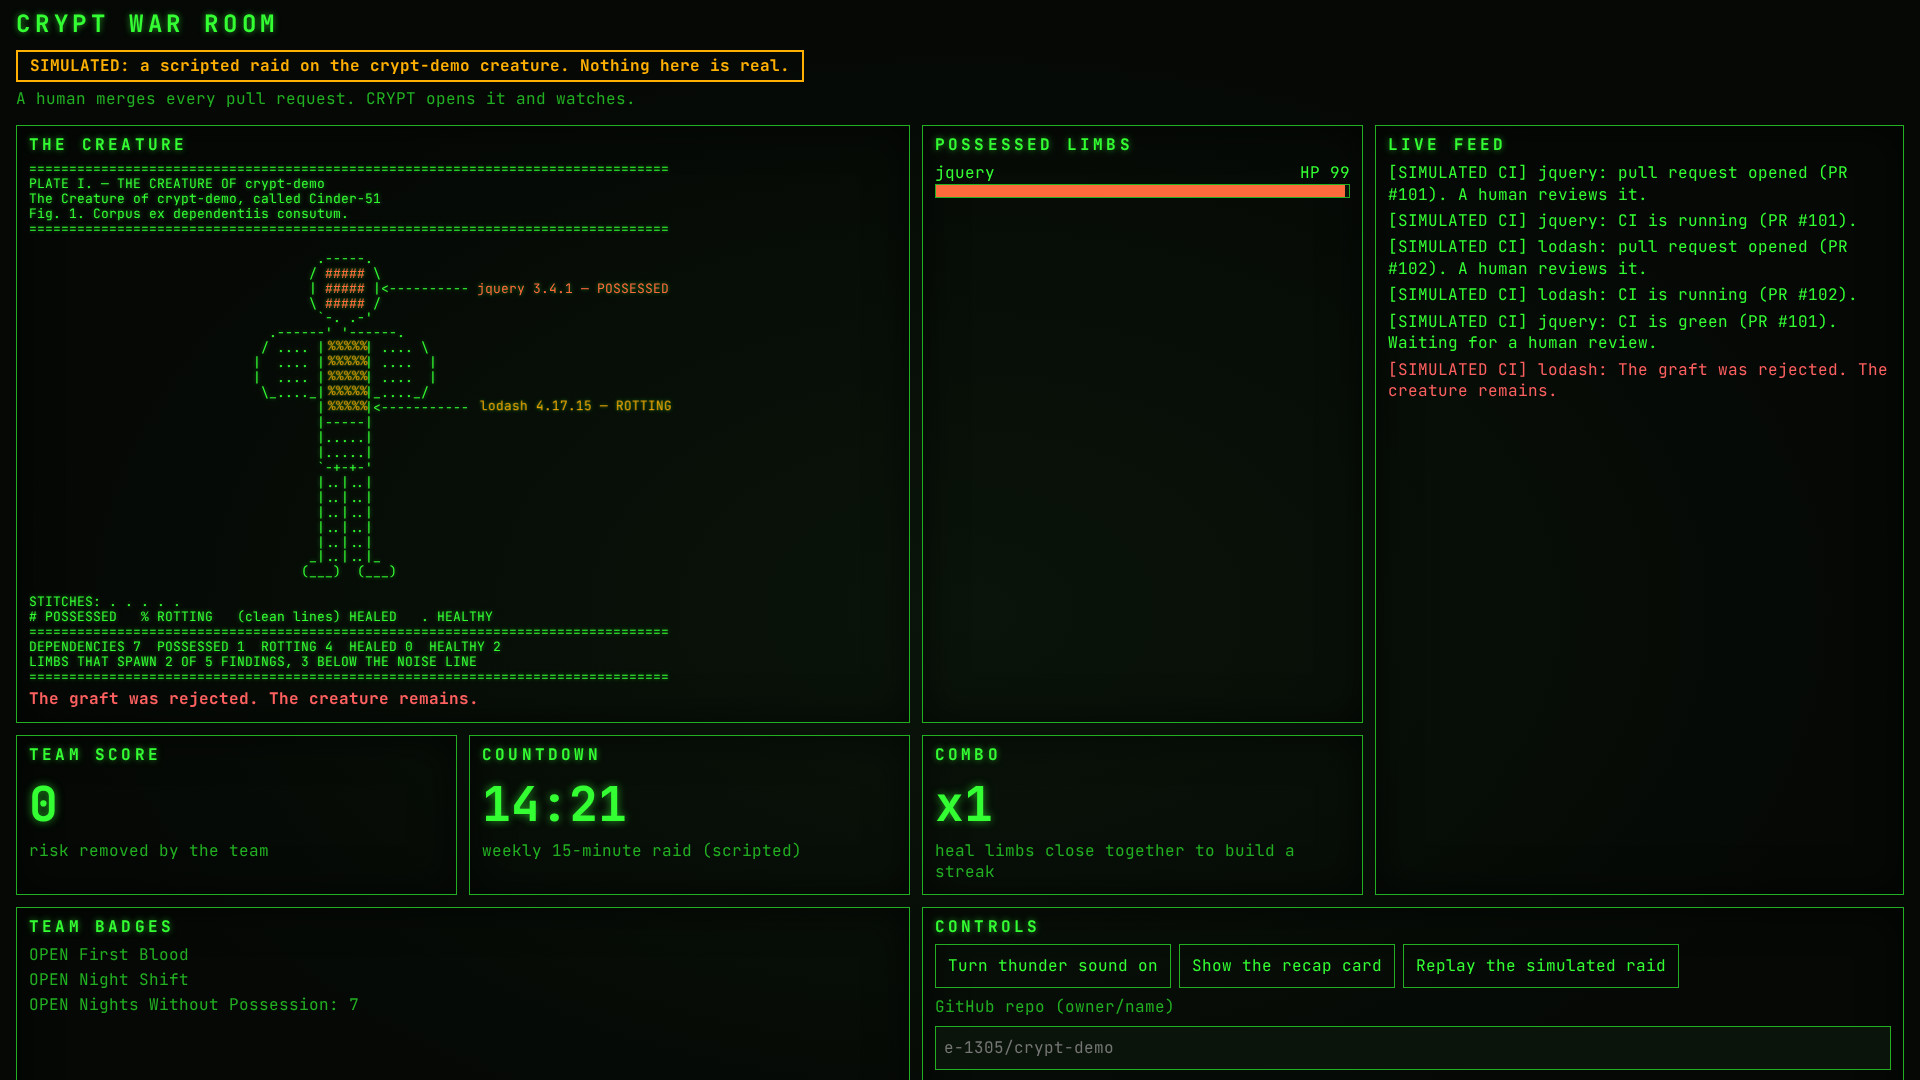 CRYPT WAR ROOM
SIMULATED: a scripted raid on the crypt-demo creature. Nothing here is real.
A human merges every pull request. CRYPT opens it and watches.
THE CREATURE
================================================================================
PLATE I. — THE CREATURE OF crypt-demo
The Creature of crypt-demo, called Cinder-51
Fig. 1. Corpus ex dependentiis consutum.
================================================================================
.-----.
/ ##### \
| ##### |<---------- jquery 3.4.1 — POSSESSED
\ ##### /
`-. .-'
.------' '------.
/ .... |%%%%%| .... \
|  .... |%%%%%| ....  |
|  .... |%%%%%| ....  |
\_...._|%%%%%|_...._/
|%%%%%|<----------- lodash 4.17.15 — ROTTING
|-----|
|.....|
|.....|
`-+-+-'
|..|..|
|..|..|
|..|..|
|..|..|
|..|..|
_|..|..|_
(___)  (___)
STITCHES: . . . . .
# POSSESSED   % ROTTING   (clean lines) HEALED   . HEALTHY
================================================================================
DEPENDENCIES 7  POSSESSED 1  ROTTING 4  HEALED 0  HEALTHY 2
LIMBS THAT SPAWN 2 OF 5 FINDINGS, 3 BELOW THE NOISE LINE
================================================================================
The graft was rejected. The creature remains.
POSSESSED LIMBS
jquery HP 99
LIVE FEED
[SIMULATED CI] jquery: pull request opened (PR
#101). A human reviews it.
[SIMULATED CI] jquery: CI is running (PR #101).
[SIMULATED CI] lodash: pull request opened (PR
#102). A human reviews it.
[SIMULATED CI] lodash: CI is running (PR #102).
[SIMULATED CI] jquery: CI is green (PR #101).
Waiting for a human review.
[SIMULATED CI] lodash: The graft was rejected. The
creature remains.
TEAM SCORE
0
risk removed by the team
COUNTDOWN
14:21
weekly 15-minute raid (scripted)
COMBO
x1
heal limbs close together to build a
streak
TEAM BADGES
OPEN First Blood
OPEN Night Shift
OPEN Nights Without Possession: 7
CONTROLS
Turn thunder sound on
Show the recap card
Replay the simulated raid
GitHub repo (owner/name)
e-1305/crypt-demo